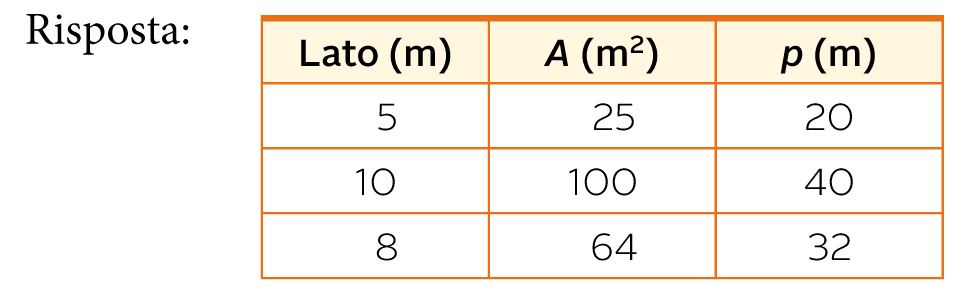 Risposta:
Lato (m) A (m²) p (m)
5 25 20
10 100 40
8 64 32